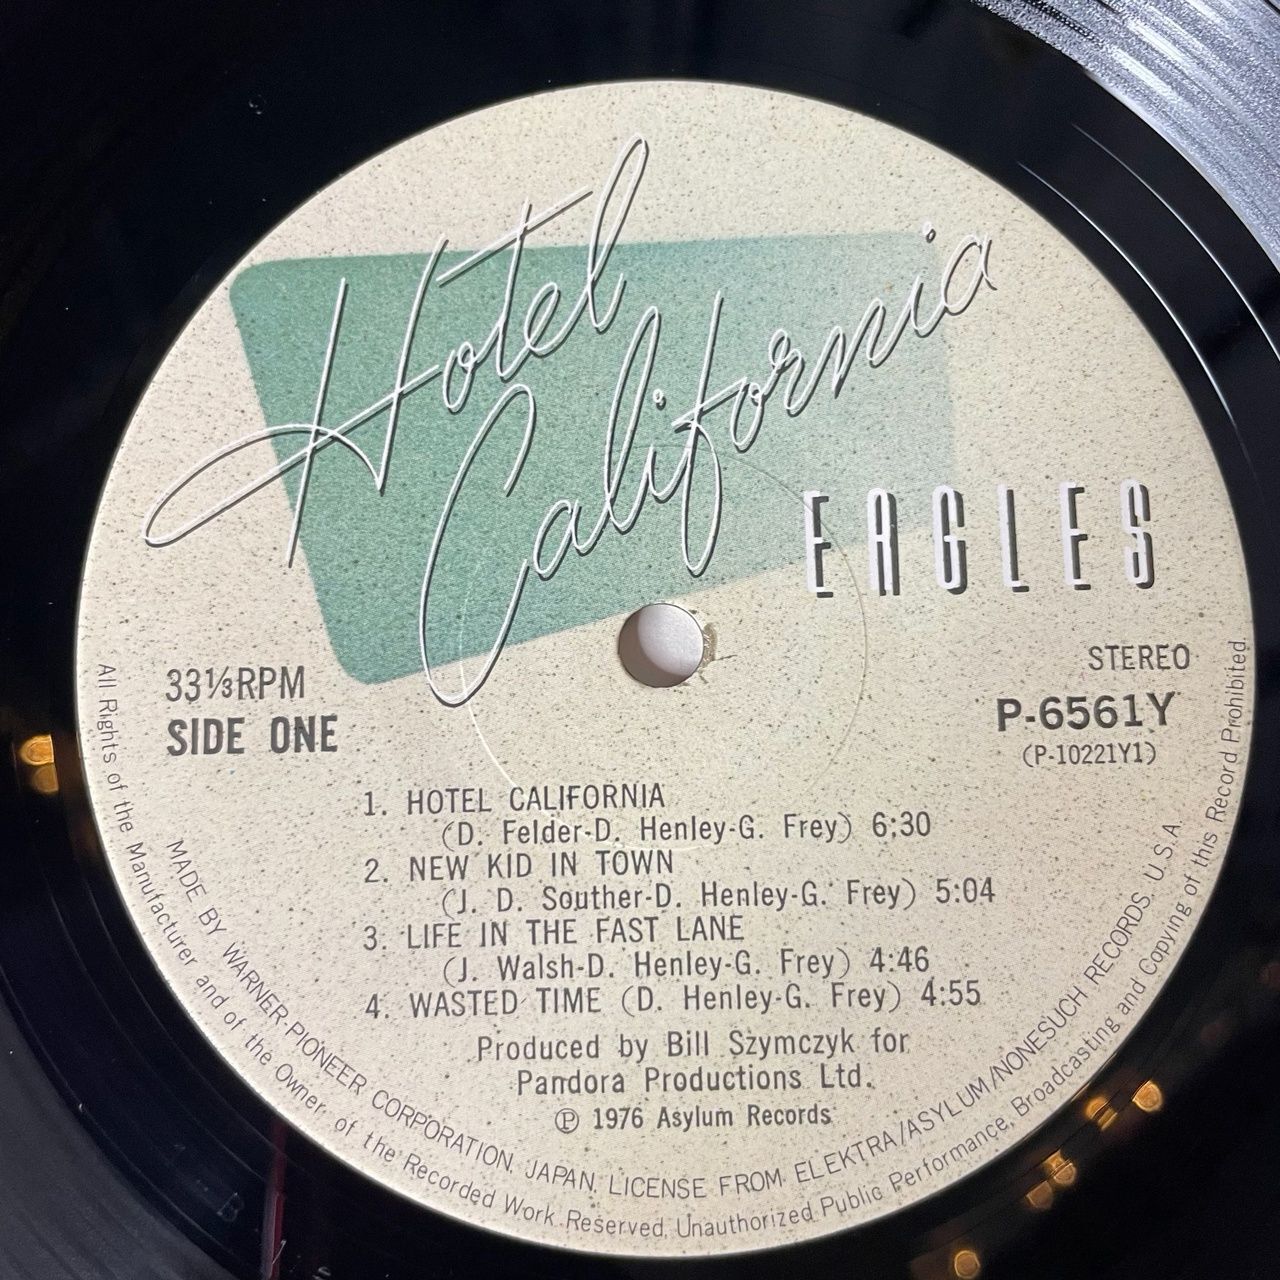 Hotel
California
EAGLES
33⅓RPM
SIDE ONE
STEREO
P-6561Y
(P-10221Y1)
1. HOTEL CALIFORNIA
(D. Felder-D. Henley-G. Frey) 6:30
2. NEW KID IN TOWN
(J. D. Souther-D. Henley-G. Frey) 5:04
3. LIFE IN THE FAST LANE
(J. Walsh-D. Henley-G. Frey) 4:46
4. WASTED TIME (D. Henley-G. Frey) 4:55
Produced by Bill Szymczyk for
Pandora Productions Ltd.
Ⓟ 1976 Asylum Records
MADE BY WARNER-PIONEER CORPORATION, JAPAN. LICENSE FROM ELEKTRA/ASYLUM/NONESUCH RECORDS, U.S.A.
All Rights of the Manufacturer and of the Owner of the Recorded Work Reserved. Unauthorized Public Performance, Broadcasting and Copying of this Record Prohibited.